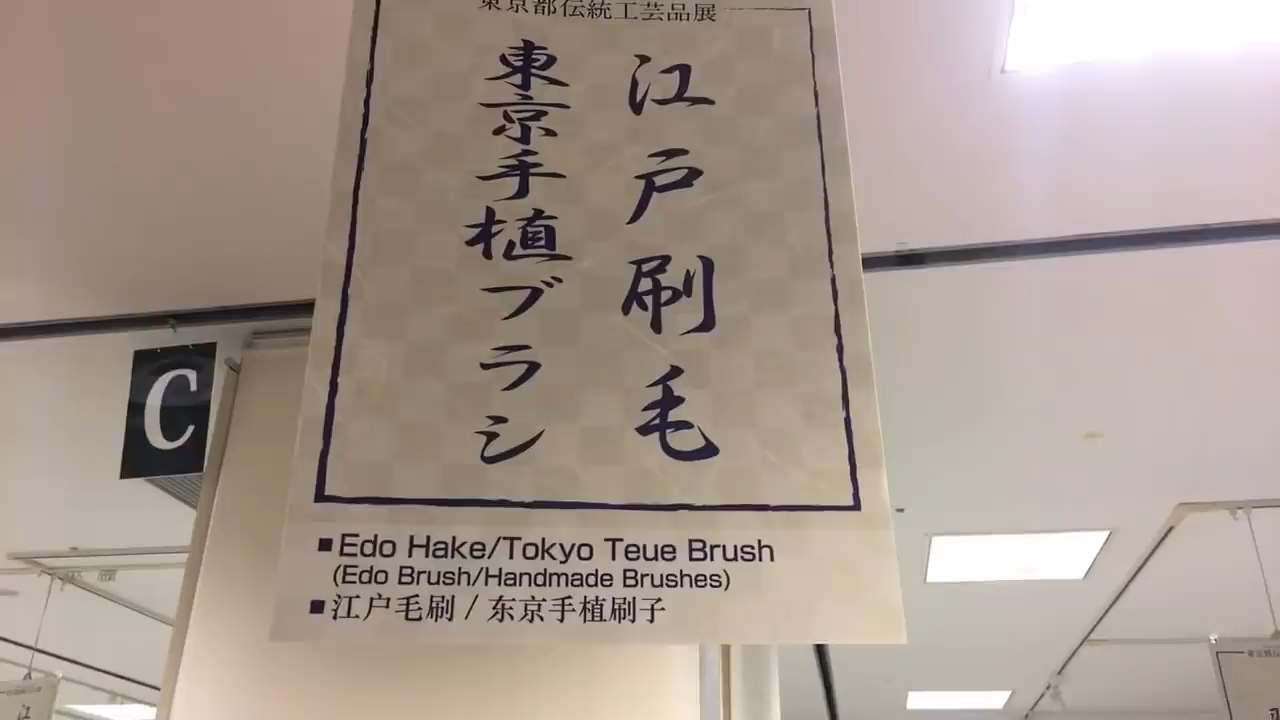 東京都伝統工芸品展
江戸刷毛
東京手植ブラシ
C
■Edo Hake/Tokyo Teue Brush
(Edo Brush/Handmade Brushes)
■江户毛刷 / 东京手植刷子
江